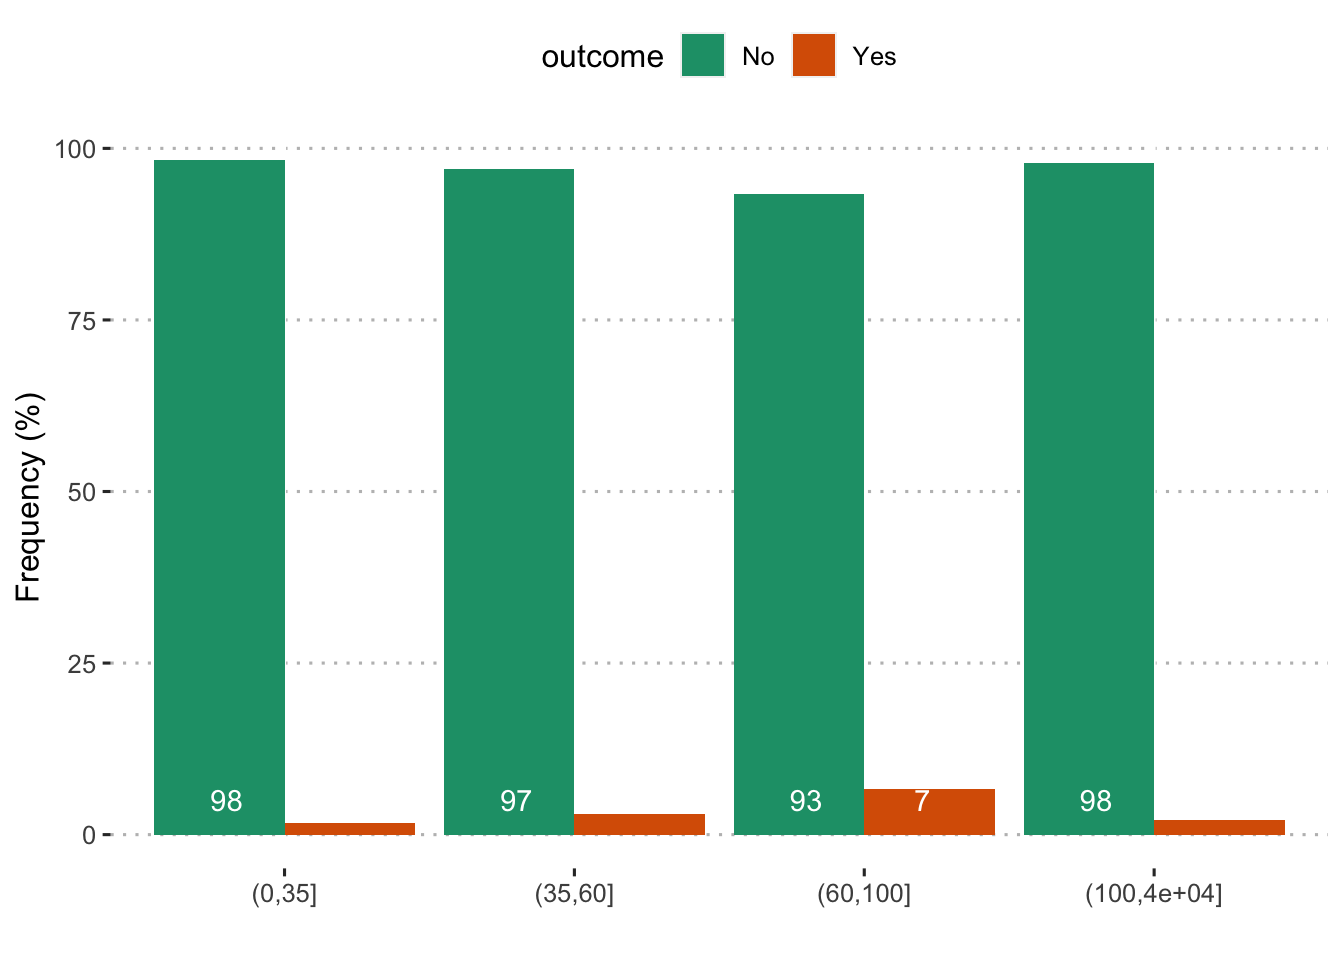 outcome No Yes
Frequency (%)
100
75
50
25
0
98 97 93 7 98
(0,35] (35,60] (60,100] (100,4e+04]